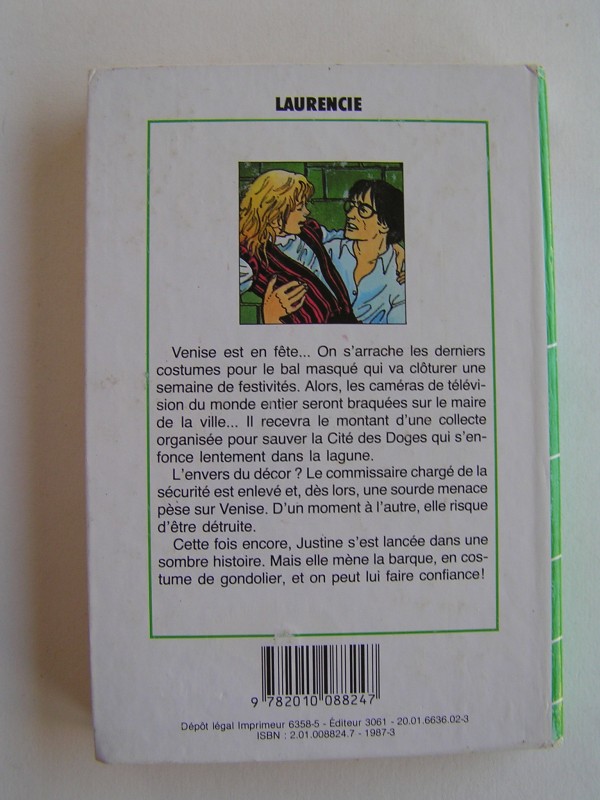 LAURENCIE
Venise est en fête... On s'arrache les derniers
costumes pour le bal masqué qui va clôturer une
semaine de festivités. Alors, les caméras de télévi-
sion du monde entier seront braquées sur le maire
de la ville... Il recevra le montant d'une collecte
organisée pour sauver la Cité des Doges qui s'en-
fonce lentement dans la lagune.
L'envers du décor ? Le commissaire chargé de la
sécurité est enlevé et, dès lors, une sourde menace
pèse sur Venise. D'un moment à l'autre, elle risque
d'être détruite.
Cette fois encore, Justine s'est lancée dans une
sombre histoire. Mais elle mène la barque, en cos-
tume de gondolier, et on peut lui faire confiance!
9 782010 088247
Dépôt légal Imprimeur 6358-5 - Éditeur 3061 - 20.01.6636.02-3
ISBN : 2.01.008824.7 - 1987-3